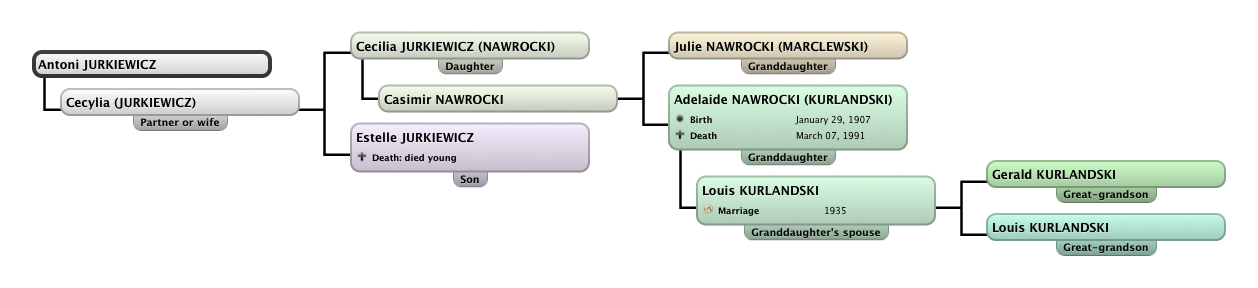 Antoni JURKIEWICZ
Cecylia (JURKIEWICZ)
Partner or wife
Cecilia JURKIEWICZ (NAWROCKI)
Daughter
Casimir NAWROCKI
Estelle JURKIEWICZ
Death: died young
Son
Julie NAWROCKI (MARCLEWSKI)
Granddaughter
Adelaide NAWROCKI (KURLANDSKI)
Birth January 29, 1907
Death March 07, 1991
Granddaughter
Louis KURLANDSKI
Marriage 1935
Granddaughter's spouse
Gerald KURLANDSKI
Great-grandson
Louis KURLANDSKI
Great-grandson